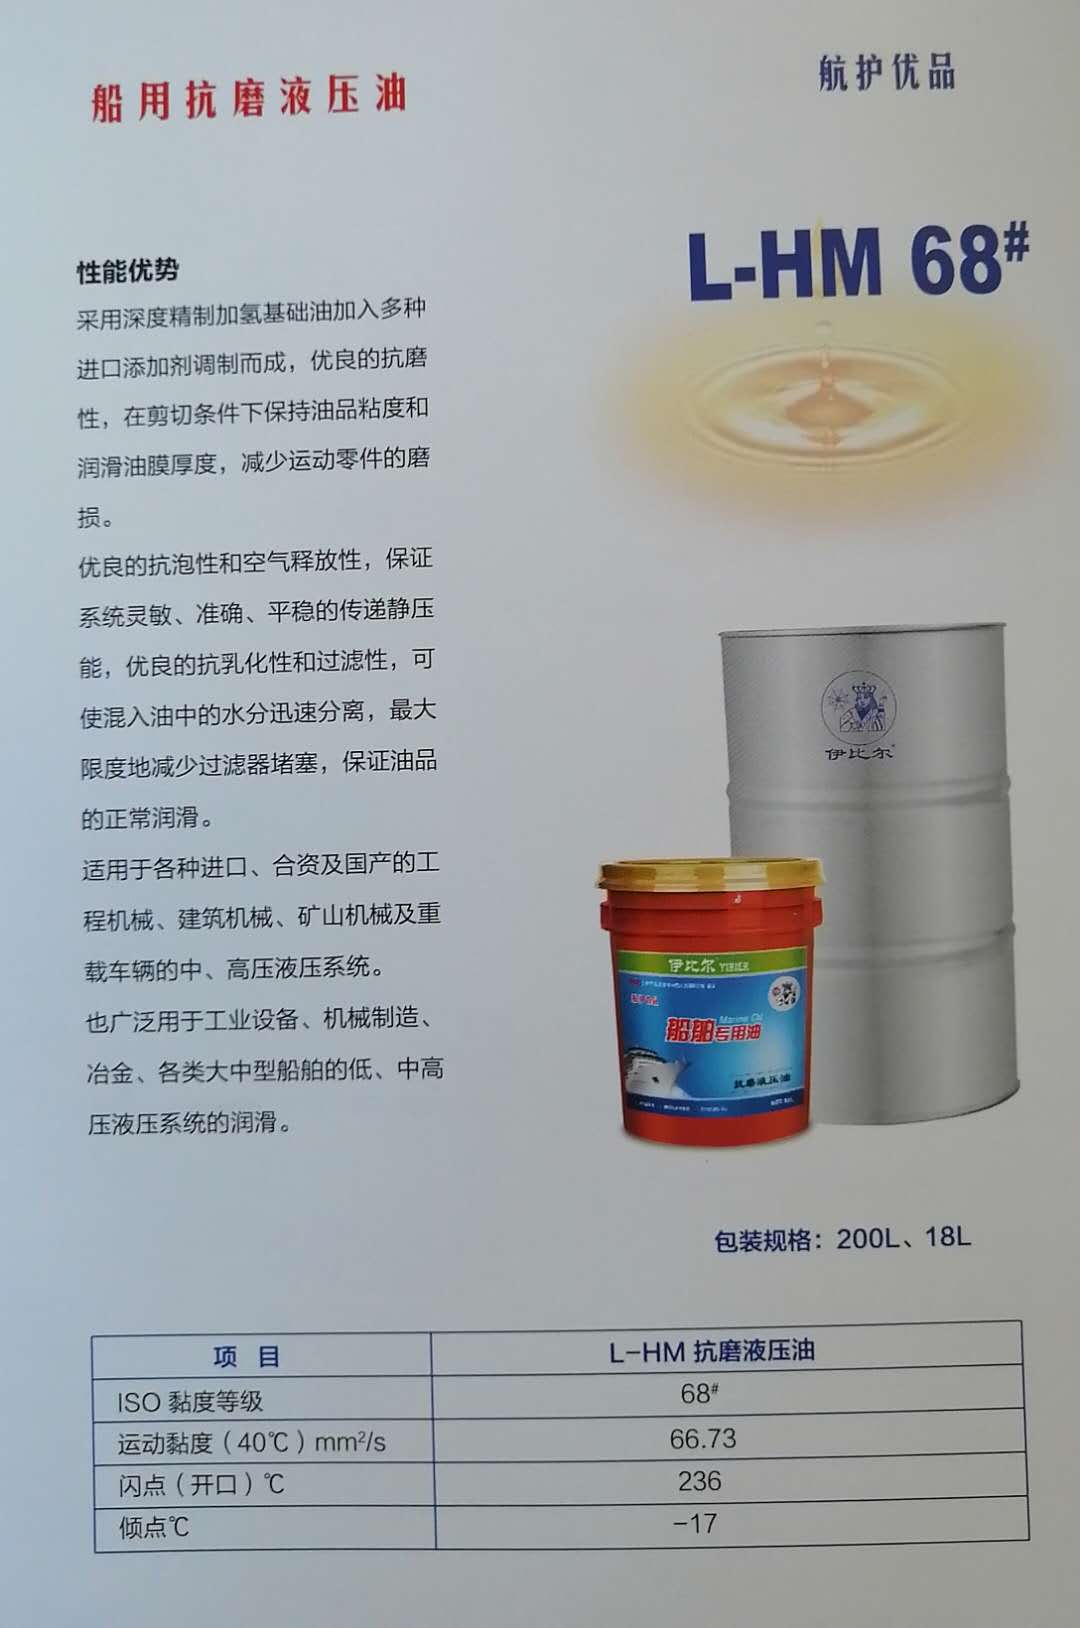 船用抗磨液压油
航护优品
L-HM 68#
性能优势
采用深度精制加氢基础油加入多种
进口添加剂调制而成，优良的抗磨
性，在剪切条件下保持油品粘度和
润滑油膜厚度，减少运动零件的磨
损。
优良的抗泡性和空气释放性，保证
系统灵敏、准确、平稳的传递静压
能，优良的抗乳化性和过滤性，可
使混入油中的水分迅速分离，最大
限度地减少过滤器堵塞，保证油品
的正常润滑。
适用于各种进口、合资及国产的工
程机械、建筑机械、矿山机械及重
载车辆的中、高压液压系统。
也广泛用于工业设备、机械制造、
冶金、各类大中型船舶的低、中高
压液压系统的润滑。
伊比尔
伊比尔 YIBIER
Marine Oil
船舶专用油
抗磨液压油
包装规格：200L、18L
项 目 L-HM 抗磨液压油
ISO 黏度等级 68#
运动黏度（40℃）mm²/s 66.73
闪点（开口）℃ 236
倾点℃ -17